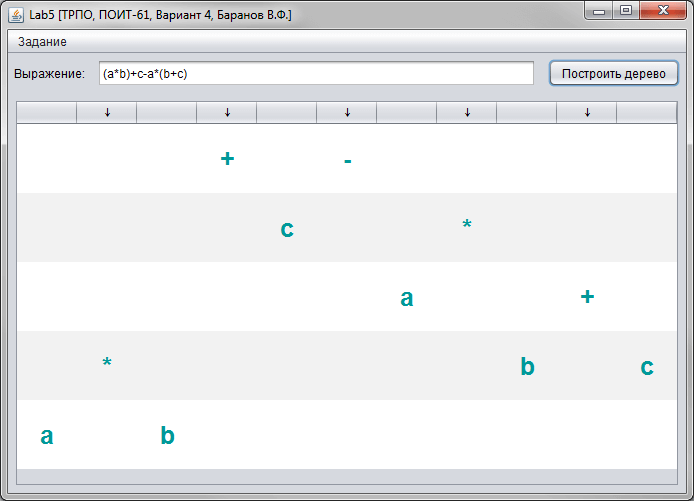 Lab5 [ТРПО, ПОИТ-61, Вариант 4, Баранов В.Ф.]
Задание
Выражение: (a*b)+c-a*(b+c) Построить дерево
↓ ↓ ↓ ↓ ↓
+ -
c *
a +
* b c
a b